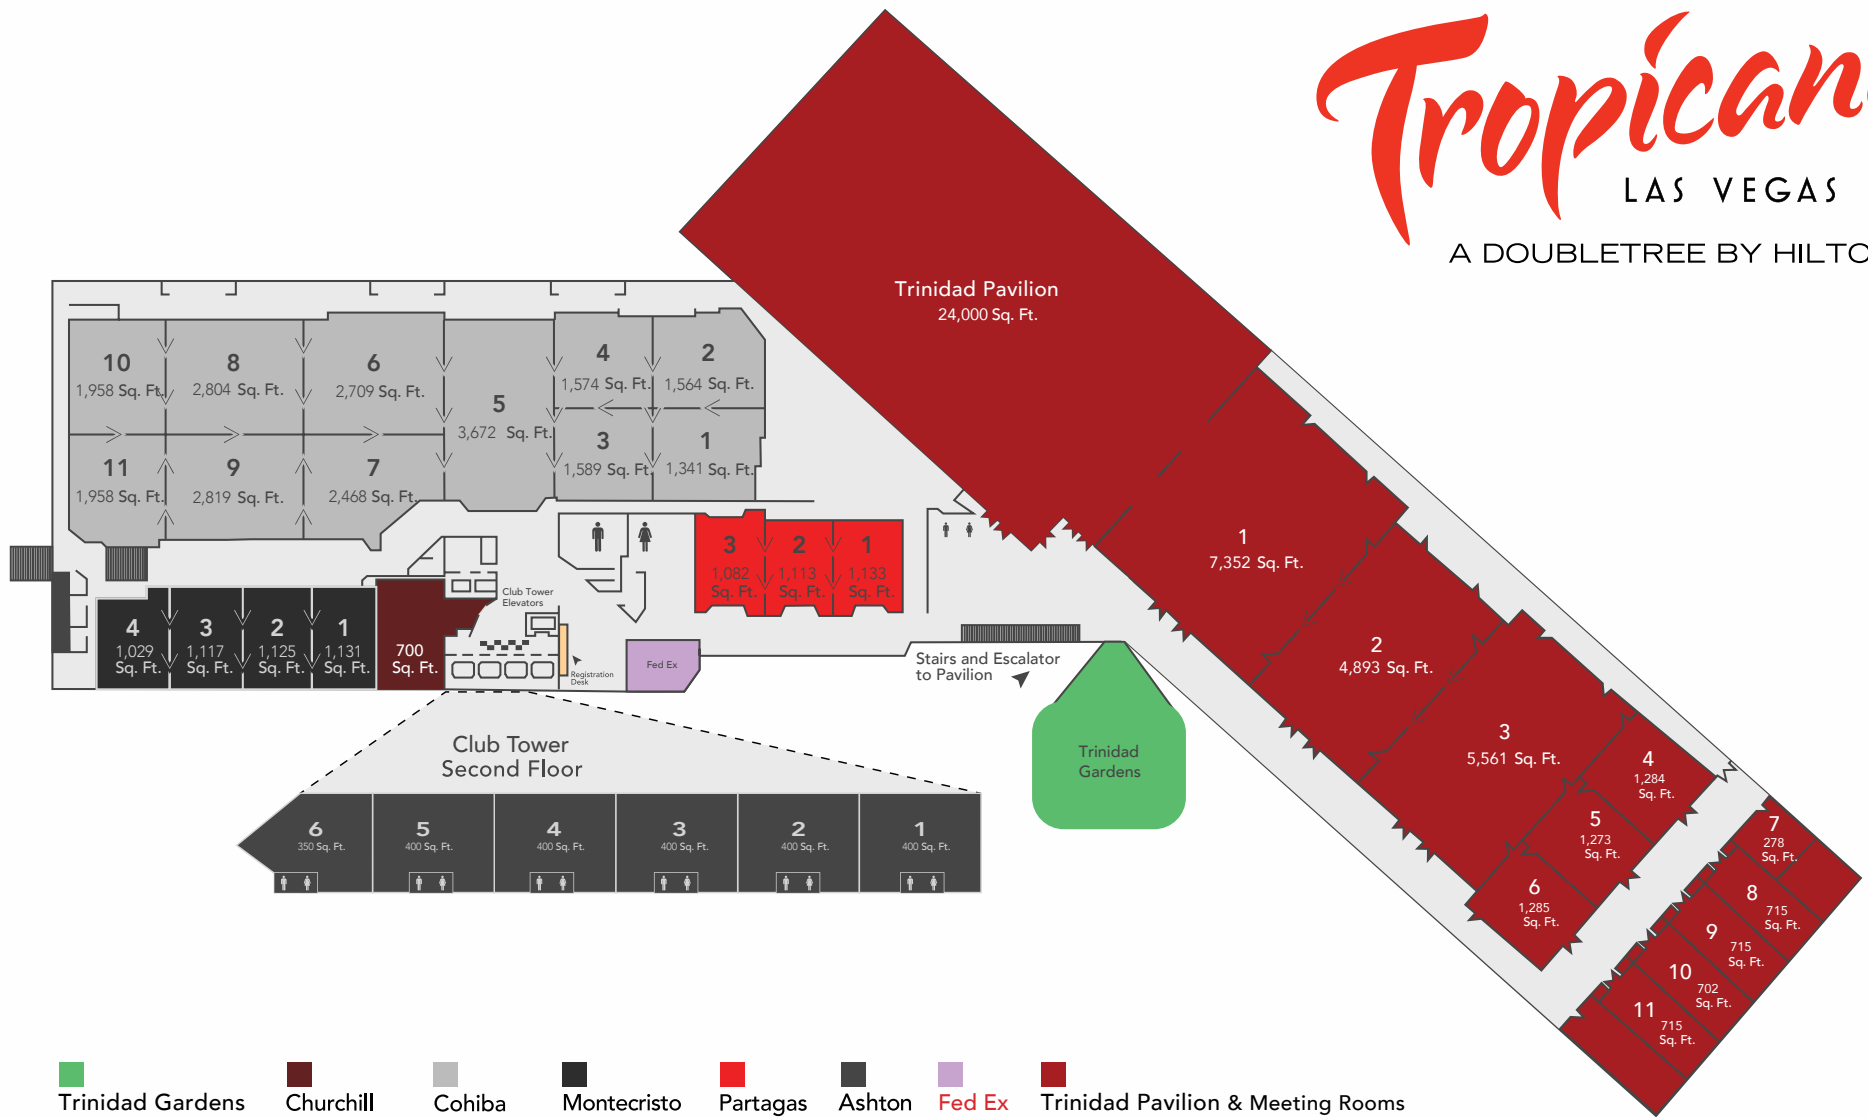 Tropican
LAS VEGAS
A DOUBLETREE BY HILTO
Trinidad Pavilion
24,000 Sq. Ft.
10
1,958 Sq. Ft.
8
2,804 Sq. Ft.
6
2,709 Sq. Ft.
5
3,672 Sq. Ft.
4
1,574 Sq. Ft.
2
1,564 Sq. Ft.
11
1,958 Sq. Ft.
9
2,819 Sq. Ft.
7
2,468 Sq. Ft.
3
1,589 Sq. Ft.
1
1,341 Sq. Ft.
3
1,082
Sq. Ft.
2
1,113
Sq. Ft.
1
1,133
Sq. Ft.
4
1,029
Sq. Ft.
3
1,117
Sq. Ft.
2
1,125
Sq. Ft.
1
1,131
Sq. Ft.
700
Sq. Ft.
Club Tower
Elevators
Registration
Desk
Fed Ex
Stairs and Escalator
to Pavilion
Trinidad
Gardens
1
7,352 Sq. Ft.
2
4,893 Sq. Ft.
3
5,561 Sq. Ft.
4
1,284
Sq. Ft.
5
1,273
Sq. Ft.
6
1,285
Sq. Ft.
7
278
Sq. Ft.
8
715
Sq. Ft.
9
715
Sq. Ft.
10
702
Sq. Ft.
11
715
Sq. Ft.
Club Tower
Second Floor
6
350 Sq. Ft.
5
400 Sq. Ft.
4
400 Sq. Ft.
3
400 Sq. Ft.
2
400 Sq. Ft.
1
400 Sq. Ft.
Trinidad Gardens
Churchill
Cohiba
Montecristo
Partagas
Ashton
Fed Ex
Trinidad Pavilion & Meeting Rooms